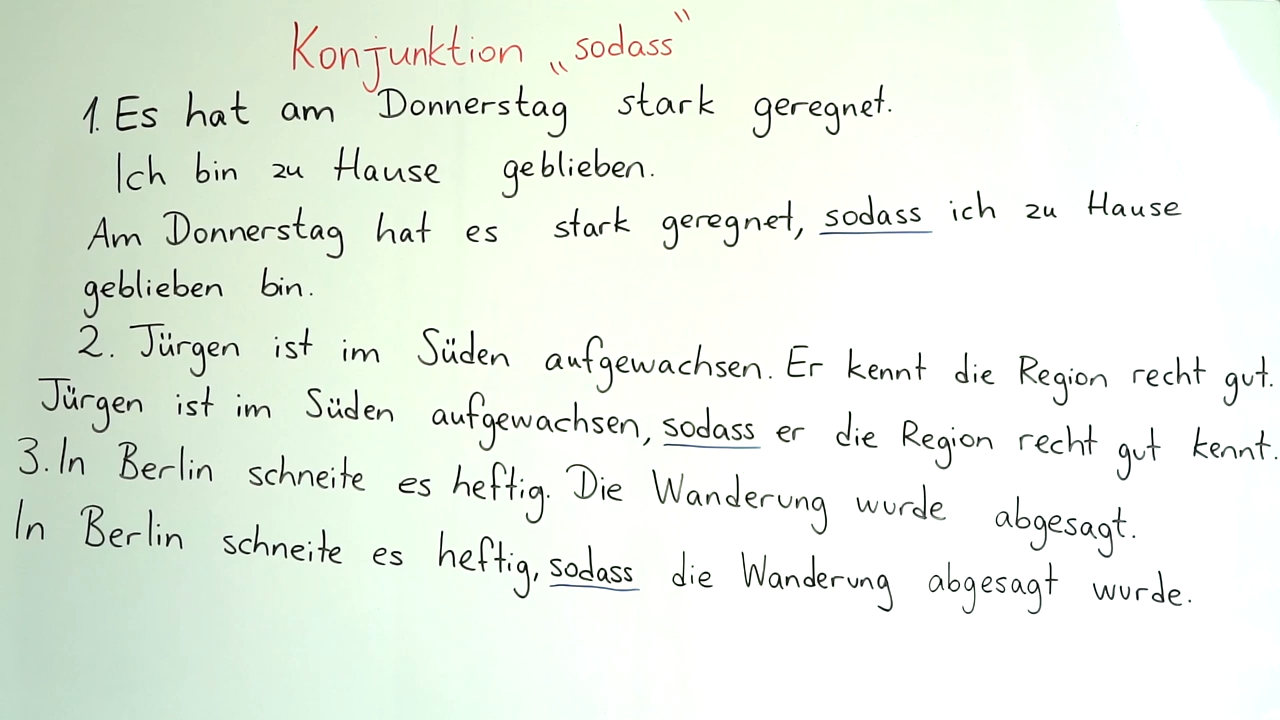 Konjunktion „sodass"
1. Es hat am Donnerstag stark geregnet.
Ich bin zu Hause geblieben.
Am Donnerstag hat es stark geregnet, sodass ich zu Hause
geblieben bin.
2. Jürgen ist im Süden aufgewachsen. Er kennt die Region recht gut.
Jürgen ist im Süden aufgewachsen, sodass er die Region recht gut kennt.
3. In Berlin schneite es heftig. Die Wanderung wurde abgesagt.
In Berlin schneite es heftig, sodass die Wanderung abgesagt wurde.